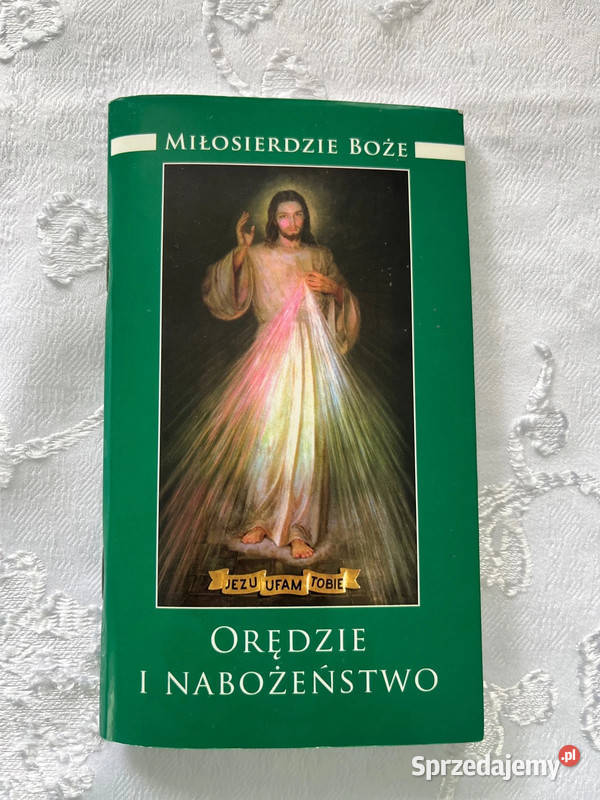 MIŁOSIERDZIE BOŻE
JEZU UFAM TOBIE
ORĘDZIE
I NABOŻEŃSTWO
Sprzedajemy.pl